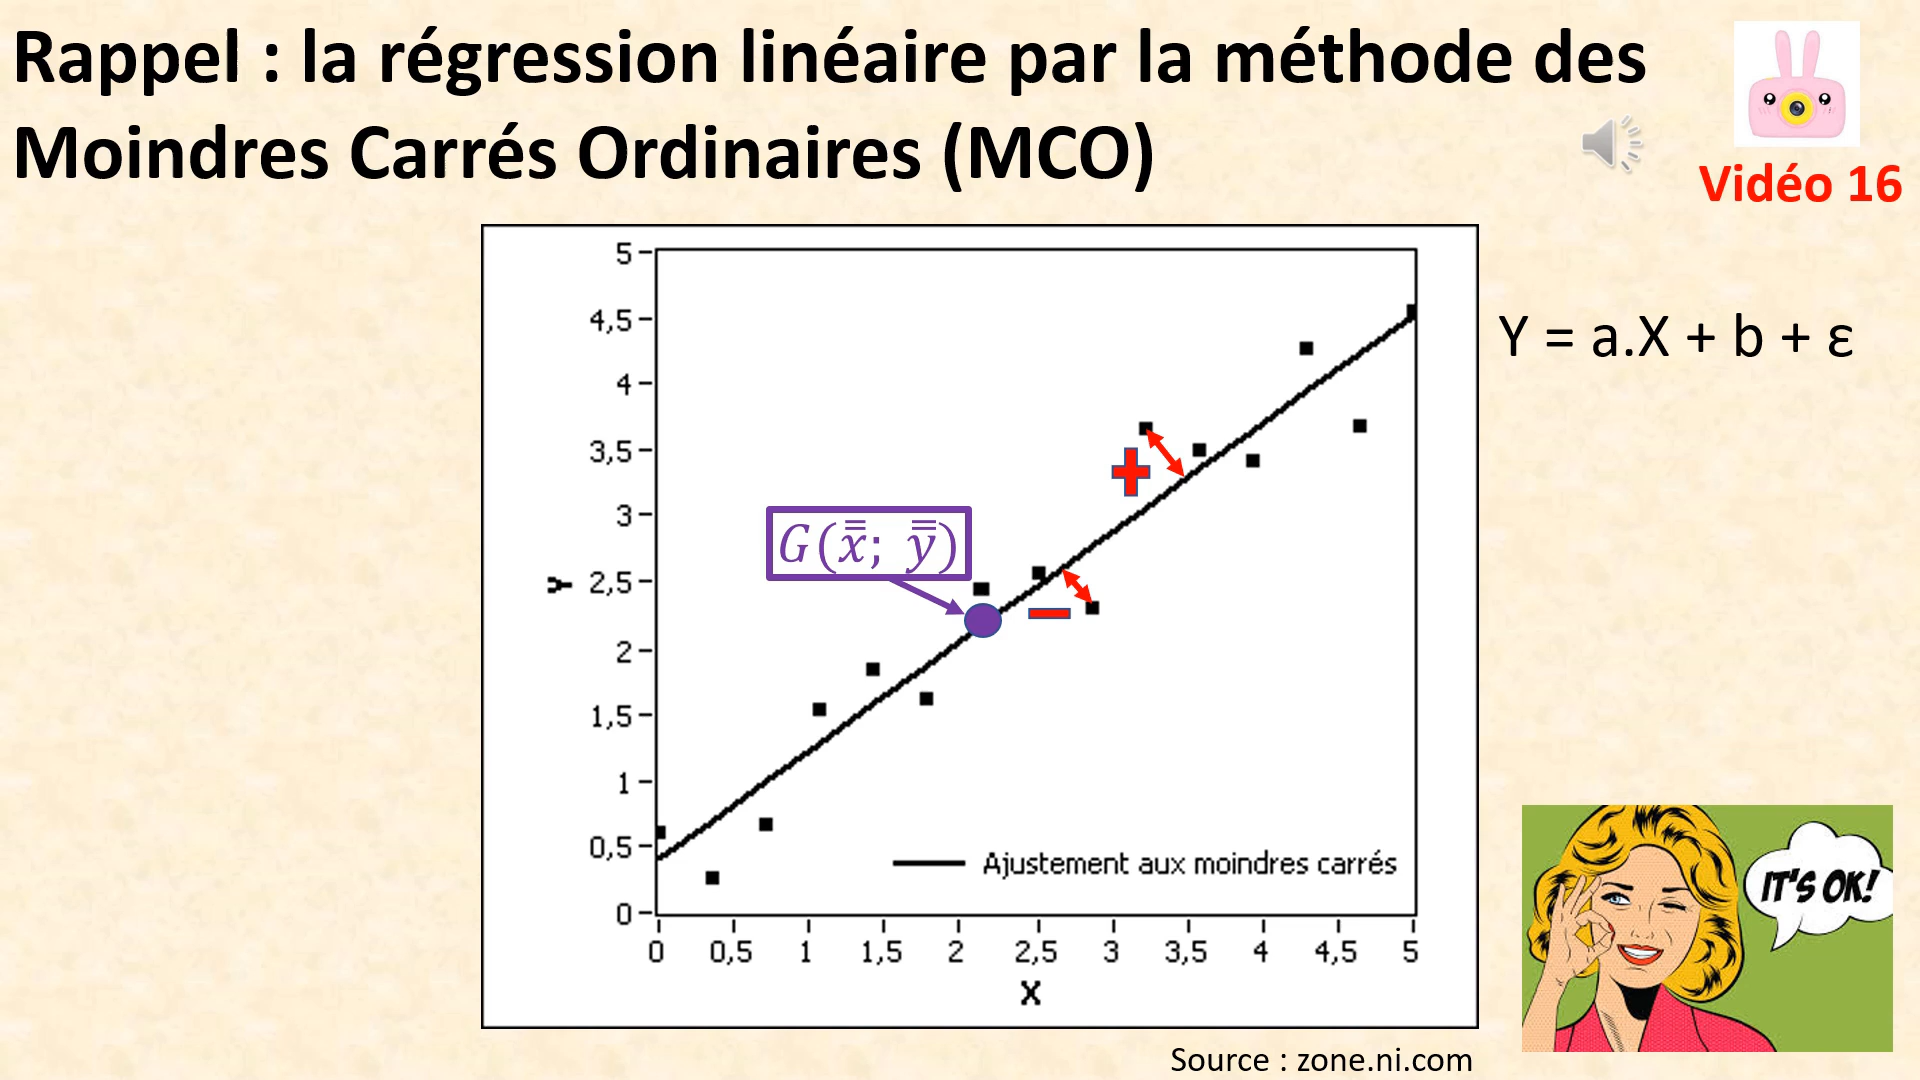 Rappel : la régression linéaire par la méthode des
Moindres Carrés Ordinaires (MCO)
Vidéo 16
Y = a.X + b + ε
5
4,5
4
3,5
3
2,5
2
1,5
1
0,5
0
Y
G(x̿; y̿)
Ajustement aux moindres carrés
0 0,5 1 1,5 2 2,5 3 3,5 4 4,5 5
X
IT'S OK!
Source : zone.ni.com